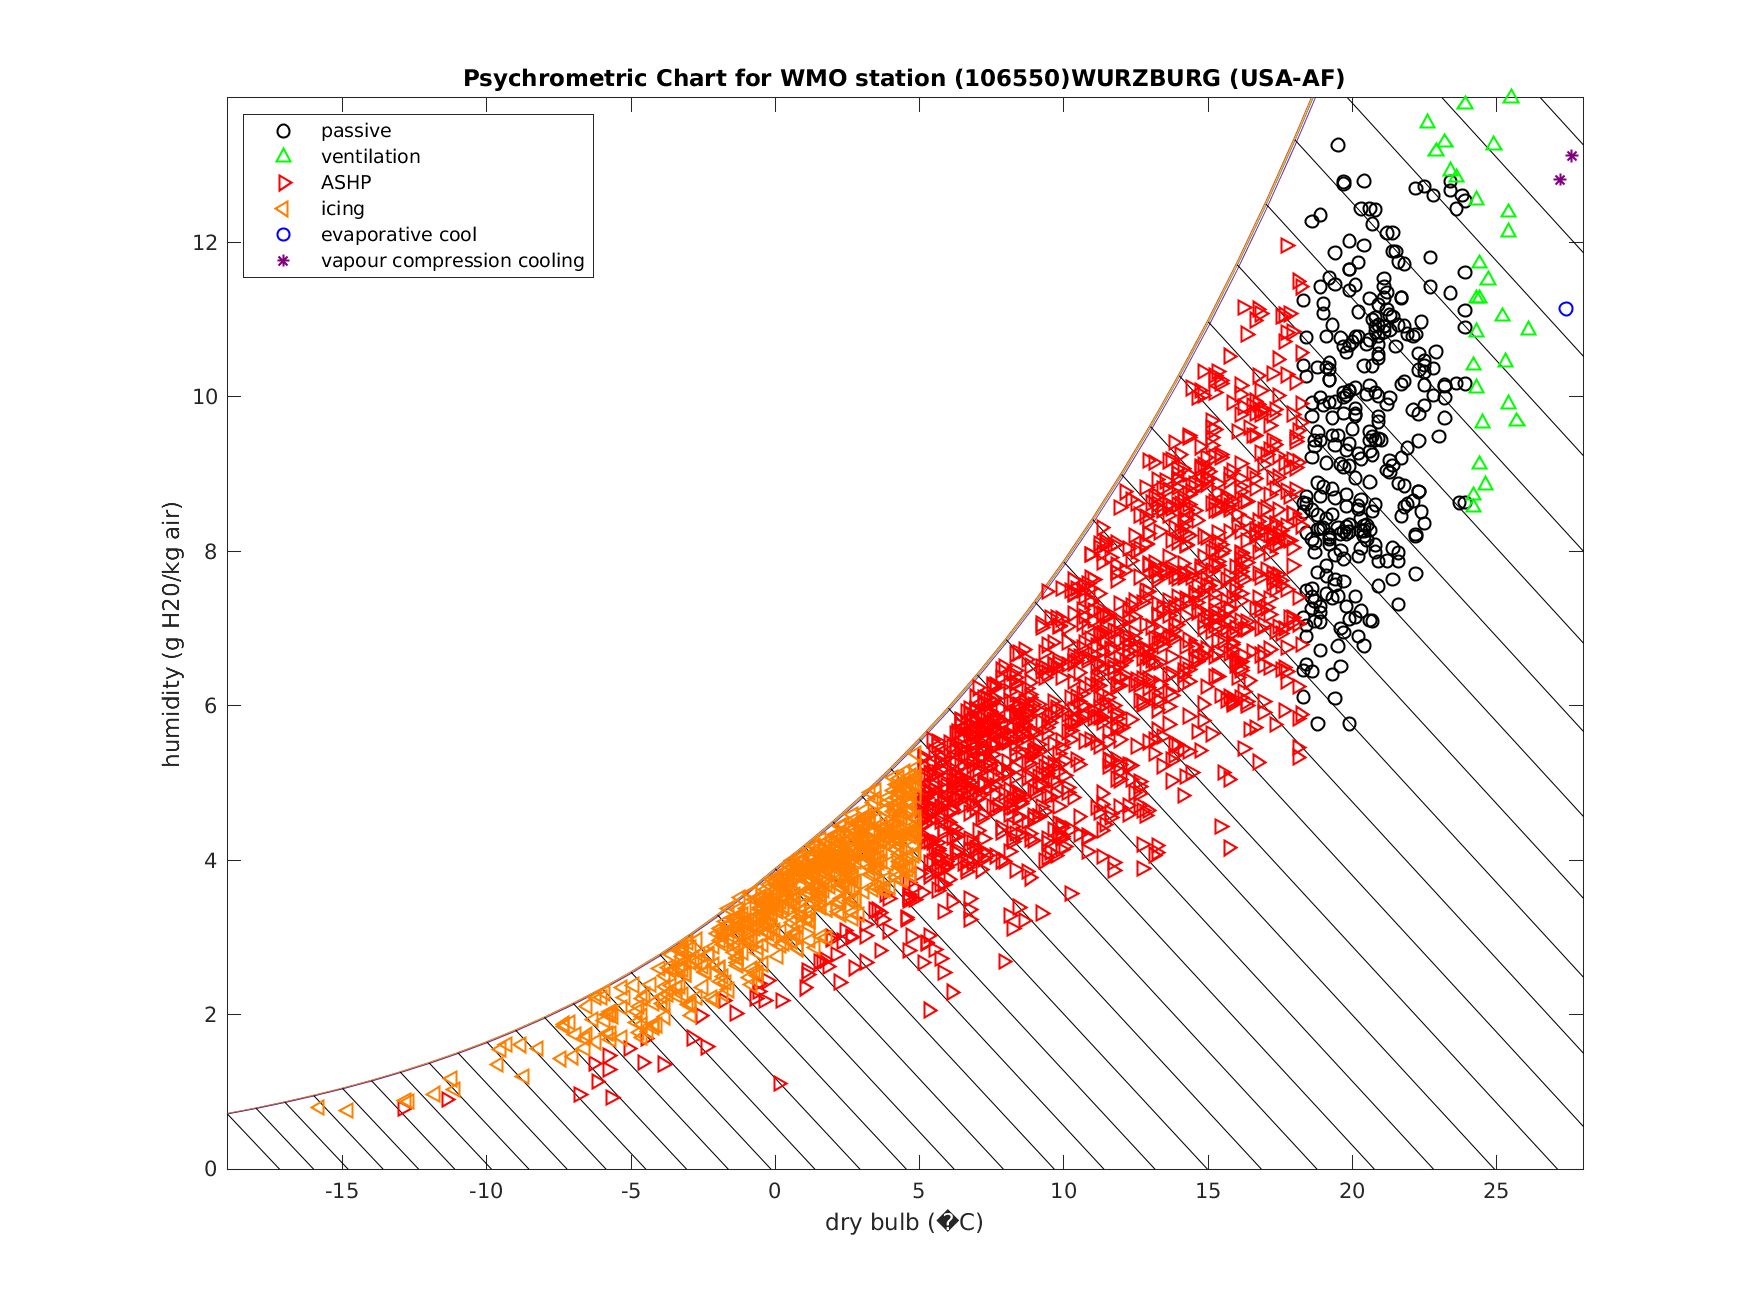 Psychrometric Chart for WMO station (106550)WURZBURG (USA-AF)
passive
ventilation
ASHP
icing
evaporative cool
vapour compression cooling
humidity (g H20/kg air)
12
10
8
6
4
2
0
-15 -10 -5 0 5 10 15 20 25
dry bulb (�C)